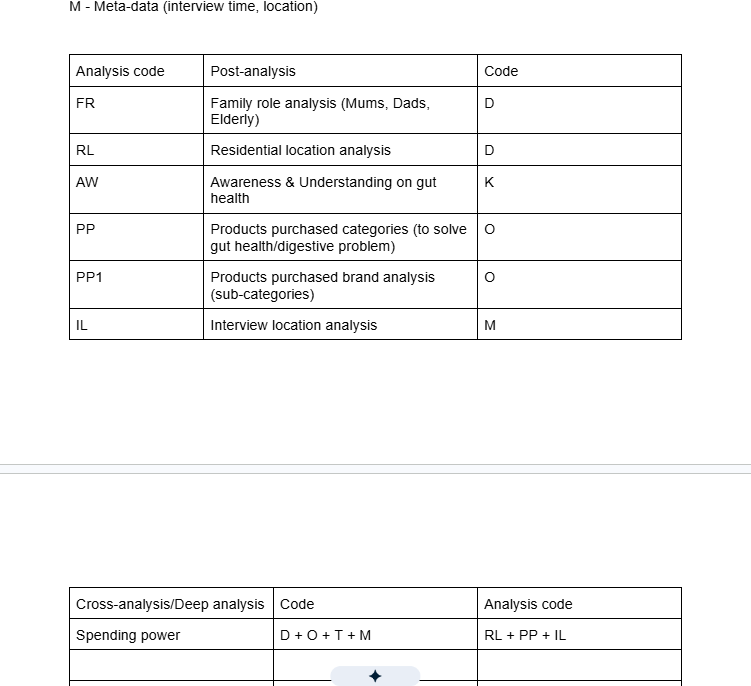 M - Meta-data (interview time, location)
Analysis code Post-analysis Code
FR Family role analysis (Mums, Dads, D
Elderly)
RL Residential location analysis D
AW Awareness & Understanding on gut K
health
PP Products purchased categories (to solve O
gut health/digestive problem)
PP1 Products purchased brand analysis O
(sub-categories)
IL Interview location analysis M
Cross-analysis/Deep analysis Code Analysis code
Spending power D + O + T + M RL + PP + IL